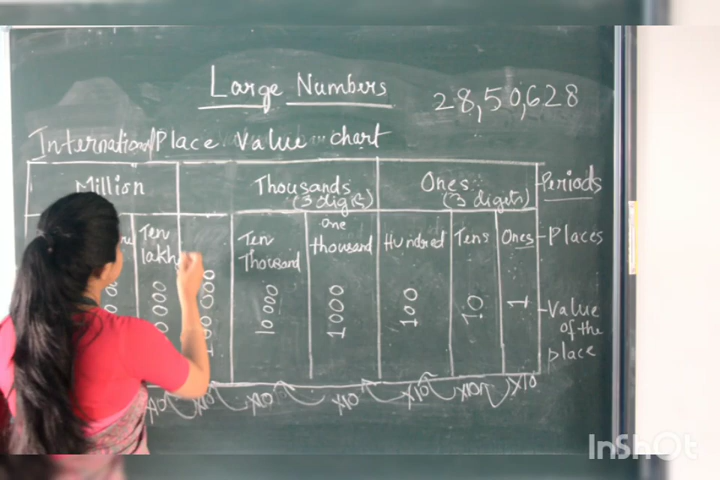 Large Numbers
28,50,628
International Place Value chart
Million Thousands (3 digits) Ones (3 digits) Periods
Ten lakh Ten Thousand One thousand Hundred Tens Ones Places
10000 1000 100 10 1 Value of the place
x10 x10 x10 x10 x10 x10 x10
InShOt